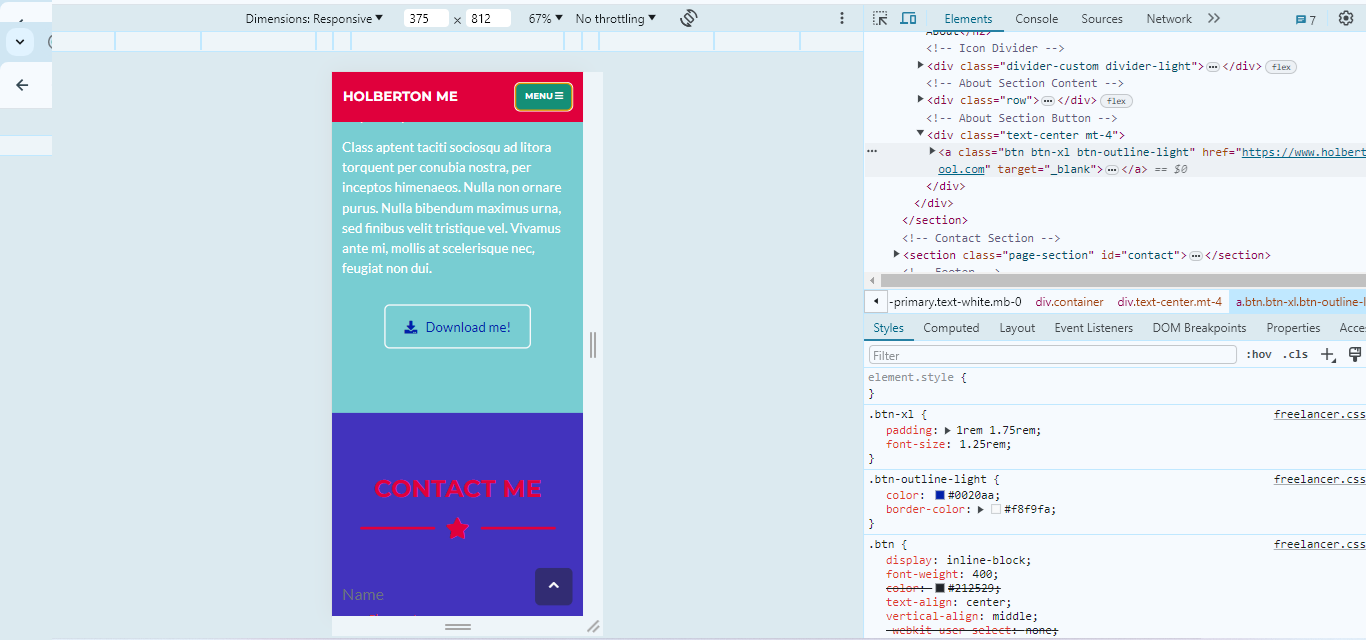 Dimensions: Responsive ▼ 375 × 812 67% ▼ No throttling ▼
Elements Console Sources Network 7
HOLBERTON ME
MENU
Class aptent taciti sociosqu ad litora
torquent per conubia nostra, per
inceptos himenaeos. Nulla non ornare
purus. Nulla bibendum maximus urna,
sed finibus velit tristique vel. Vivamus
ante mi, mollis at scelerisque nec,
feugiat non dui.
Download me!
CONTACT ME
Name
About</h2>
<!-- Icon Divider -->
▶<div class="divider-custom divider-light">…</div> flex
<!-- About Section Content -->
▶<div class="row">…</div> flex
<!-- About Section Button -->
▼<div class="text-center mt-4">
… ▶<a class="btn btn-xl btn-outline-light" href="https://www.holbert
ool.com" target="_blank">…</a> == $0
</div>
</div>
</section>
<!-- Contact Section -->
▶<section class="page-section" id="contact">…</section>
<!-- Footer -->
-primary.text-white.mb-0 div.container div.text-center.mt-4 a.btn.btn-xl.btn-outline-l
Styles Computed Layout Event Listeners DOM Breakpoints Properties Acce
Filter :hov .cls
element.style {
}
.btn-xl { freelancer.css
padding: ▶ 1rem 1.75rem;
font-size: 1.25rem;
}
.btn-outline-light { freelancer.css
color: #0020aa;
border-color: ▶ #f8f9fa;
}
.btn { freelancer.css
display: inline-block;
font-weight: 400;
color: #212529;
text-align: center;
vertical-align: middle;
-webkit-user-select: none;